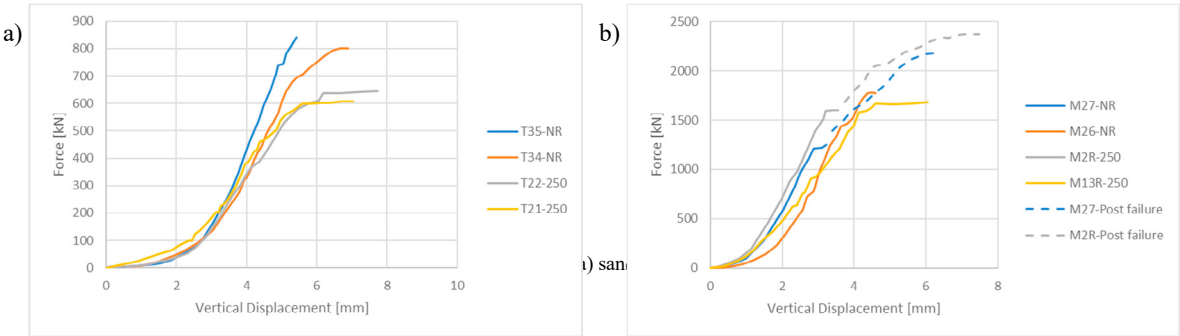 a)
900
800
700
600
500
400
300
200
100
0
Force [kN]
0 2 4 6 8 10
Vertical Displacement [mm]
T35-NR
T34-NR
T22-250
T21-250
b)
2500
2000
1500
1000
500
0
Force [kN]
0 2 4 6 8
Vertical Displacement [mm]
M27-NR
M26-NR
M2R-250
M13R-250
M27-Post failure
M2R-Post failure